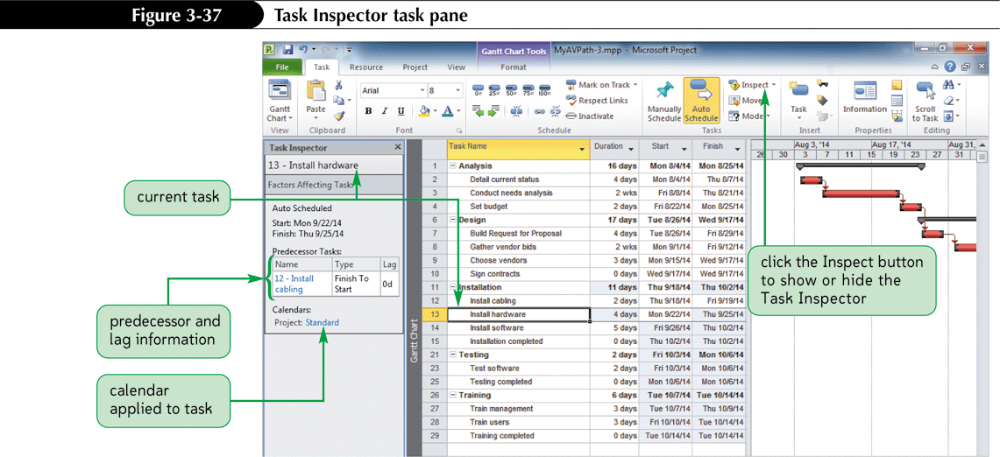 Figure 3-37 Task Inspector task pane
Gantt Chart Tools MyAVPath-3.mpp - Microsoft Project
File Task Resource Project View Format
Gantt Chart
View
Paste
Clipboard
Arial 8
B I U A
Font
0% 25% 50% 75% 100%
Mark on Track
Respect Links
Inactivate
Schedule
Manually Schedule
Auto Schedule
Inspect
Move
Mode
Tasks
Task
Insert
Information
Properties
Scroll to Task
Editing
Task Inspector
13 - Install hardware
Factors Affecting Task
Auto Scheduled
Start: Mon 9/22/14
Finish: Thu 9/25/14
Predecessor Tasks:
Name Type Lag
12 - Install cabling Finish To Start 0d
Calendars:
Project: Standard
Gantt Chart
Task Name Duration Start Finish
1 Analysis 16 days Mon 8/4/14 Mon 8/25/14
2 Detail current status 4 days Mon 8/4/14 Thu 8/7/14
3 Conduct needs analysis 2 wks Fri 8/8/14 Thu 8/21/14
4 Set budget 2 days Fri 8/22/14 Mon 8/25/14
6 Design 17 days Tue 8/26/14 Wed 9/17/14
7 Build Request for Proposal 4 days Tue 8/26/14 Fri 8/29/14
8 Gather vendor bids 2 wks Mon 9/1/14 Fri 9/12/14
9 Choose vendors 3 days Mon 9/15/14 Wed 9/17/14
10 Sign contracts 0 days Wed 9/17/14 Wed 9/17/14
11 Installation 11 days Thu 9/18/14 Thu 10/2/14
12 Install cabling 2 days Thu 9/18/14 Fri 9/19/14
13 Install hardware 4 days Mon 9/22/14 Thu 9/25/14
14 Install software 5 days Fri 9/26/14 Thu 10/2/14
15 Installation completed 0 days Thu 10/2/14 Thu 10/2/14
21 Testing 2 days Fri 10/3/14 Mon 10/6/14
23 Test software 2 days Fri 10/3/14 Mon 10/6/14
25 Testing completed 0 days Mon 10/6/14 Mon 10/6/14
26 Training 6 days Tue 10/7/14 Tue 10/14/14
27 Train management 3 days Tue 10/7/14 Thu 10/9/14
28 Train users 3 days Fri 10/10/14 Tue 10/14/14
29 Training completed 0 days Tue 10/14/14 Tue 10/14/14
Aug 3, '14 Aug 17, '14 Aug 31,
26 30 3 7 11 15 19 23 27 31
current task
predecessor and
lag information
calendar
applied to task
click the Inspect button
to show or hide the
Task Inspector